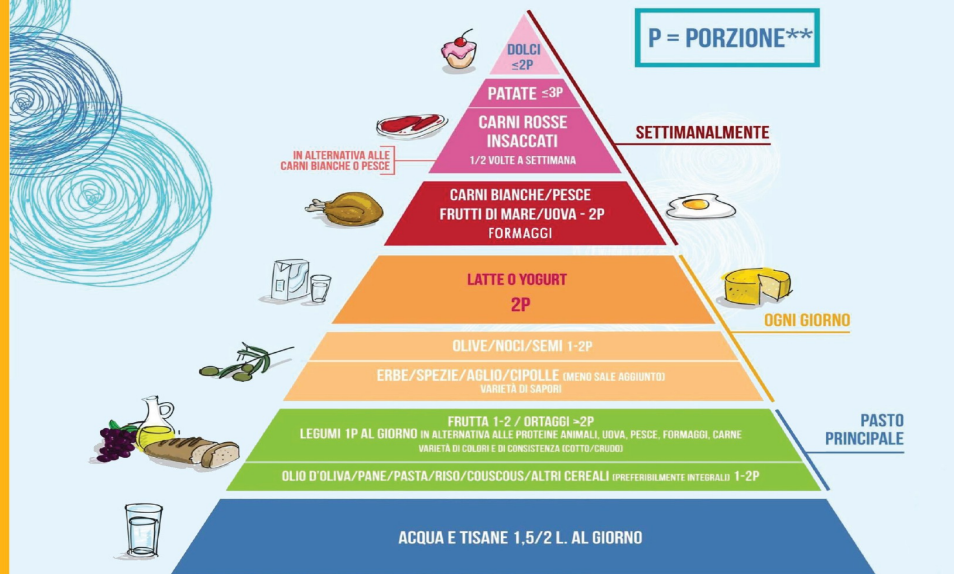 P = PORZIONE**
DOLCI
≤2P
PATATE ≤3P
CARNI ROSSE
INSACCATI
1/2 VOLTE A SETTIMANA
SETTIMANALMENTE
IN ALTERNATIVA ALLE
CARNI BIANCHE O PESCE
CARNI BIANCHE/PESCE
FRUTTI DI MARE/UOVA - 2P
FORMAGGI
LATTE O YOGURT
2P
OGNI GIORNO
OLIVE/NOCI/SEMI 1-2P
ERBE/SPEZIE/AGLIO/CIPOLLE (MENO SALE AGGIUNTO)
VARIETÀ DI SAPORI
FRUTTA 1-2 / ORTAGGI >2P
LEGUMI 1P AL GIORNO IN ALTERNATIVA ALLE PROTEINE ANIMALI, UOVA, PESCE, FORMAGGI, CARNE
VARIETÀ DI COLORI E DI CONSISTENZA (COTTO/CRUDO)
PASTO
PRINCIPALE
OLIO D'OLIVA/PANE/PASTA/RISO/COUSCOUS/ALTRI CEREALI (PREFERIBILMENTE INTEGRALI) 1-2P
ACQUA E TISANE 1,5/2 L. AL GIORNO